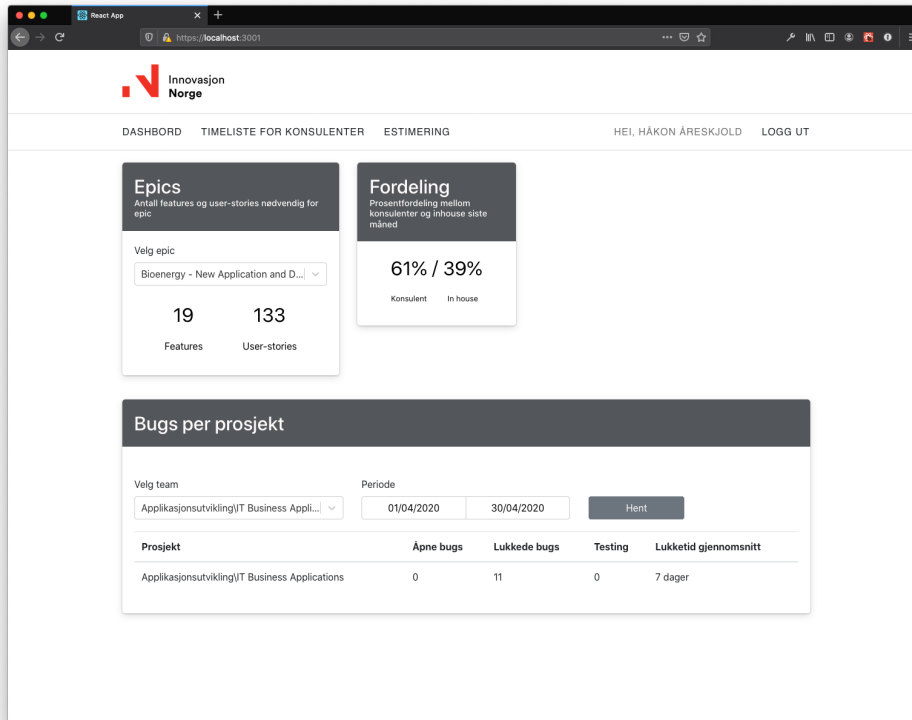 React App
https://localhost:3001
Innovasjon
Norge
DASHBORD TIMELISTE FOR KONSULENTER ESTIMERING HEI, HÅKON ÅRESKJOLD LOGG UT
Epics
Antall features og user-stories nødvendig for
epic
Velg epic
Bioenergy - New Application and D...
19 133
Features User-stories
Fordeling
Prosentfordeling mellom
konsulenter og inhouse siste
måned
61% / 39%
Konsulent In house
Bugs per prosjekt
Velg team Periode
Applikasjonsutvikling\IT Business Appli... 01/04/2020 30/04/2020 Hent
Prosjekt Åpne bugs Lukkede bugs Testing Lukketid gjennomsnitt
Applikasjonsutvikling\IT Business Applications 0 11 0 7 dager